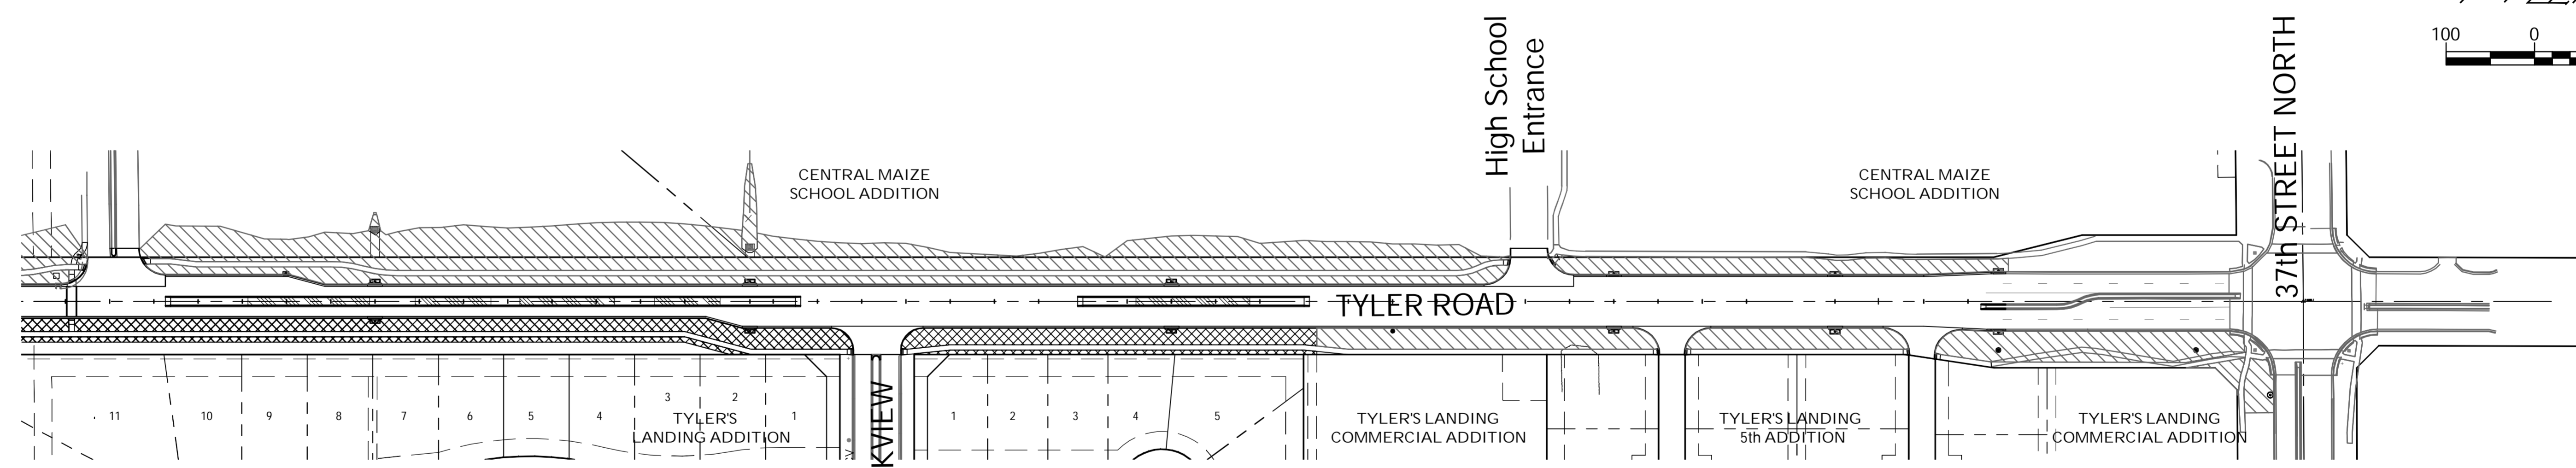 High School
Entrance
37th STREET NORTH
100 0
CENTRAL MAIZE
SCHOOL ADDITION
CENTRAL MAIZE
SCHOOL ADDITION
TYLER ROAD
KVIEW
11 10 9 8 7 6 5 4 3 2 1
TYLER'S
LANDING ADDITION
1 2 3 4 5
TYLER'S LANDING
COMMERCIAL ADDITION
TYLER'S LANDING
5th ADDITION
TYLER'S LANDING
COMMERCIAL ADDITION